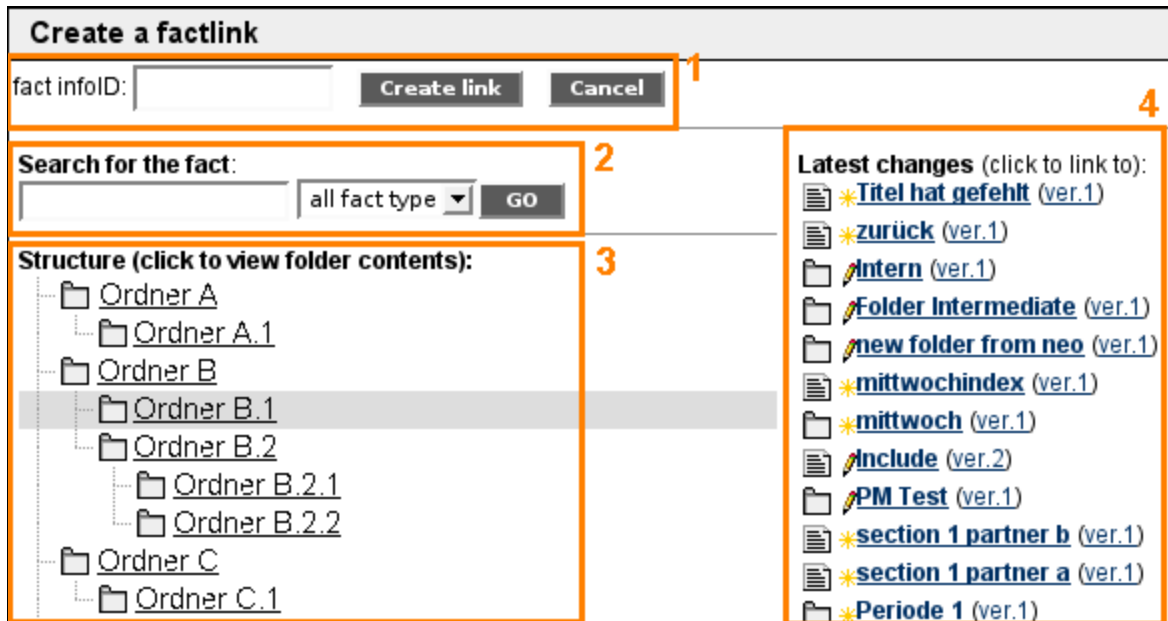 Create a factlink
1
fact infoID: Create link Cancel
2
Search for the fact:
all fact type GO
3
Structure (click to view folder contents):
Ordner A
Ordner A.1
Ordner B
Ordner B.1
Ordner B.2
Ordner B.2.1
Ordner B.2.2
Ordner C
Ordner C.1
4
Latest changes (click to link to):
Titel hat gefehlt (ver.1)
zurück (ver.1)
Intern (ver.1)
Folder Intermediate (ver.1)
new folder from neo (ver.1)
mittwochindex (ver.1)
mittwoch (ver.1)
Include (ver.2)
PM Test (ver.1)
section 1 partner b (ver.1)
section 1 partner a (ver.1)
Periode 1 (ver.1)